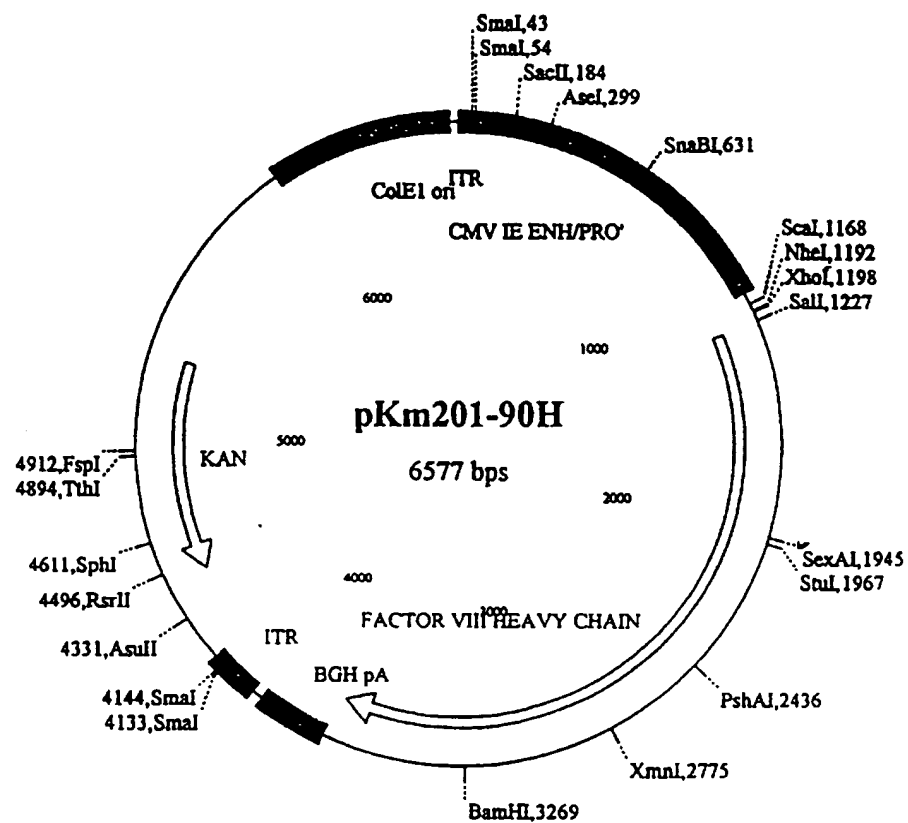 SmaI,43
SmaI,54
SacII,184
AseI,299
SnaBI,631
ColE1 ori
ITR
CMV IE ENH/PRO'
ScaI,1168
NheI,1192
XhoI,1198
SalI,1227
6000
1000
pKm201-90H
6577 bps
5000
KAN
2000
4912,FspI
4894,TthI
4611,SphI
4496,RsrII
4331,AsuII
4144,SmaI
4133,SmaI
4000
3000
FACTOR VIII HEAVY CHAIN
ITR
BGH pA
SexAI,1945
StuI,1967
PshAI,2436
XmnI,2775
BamHI,3269